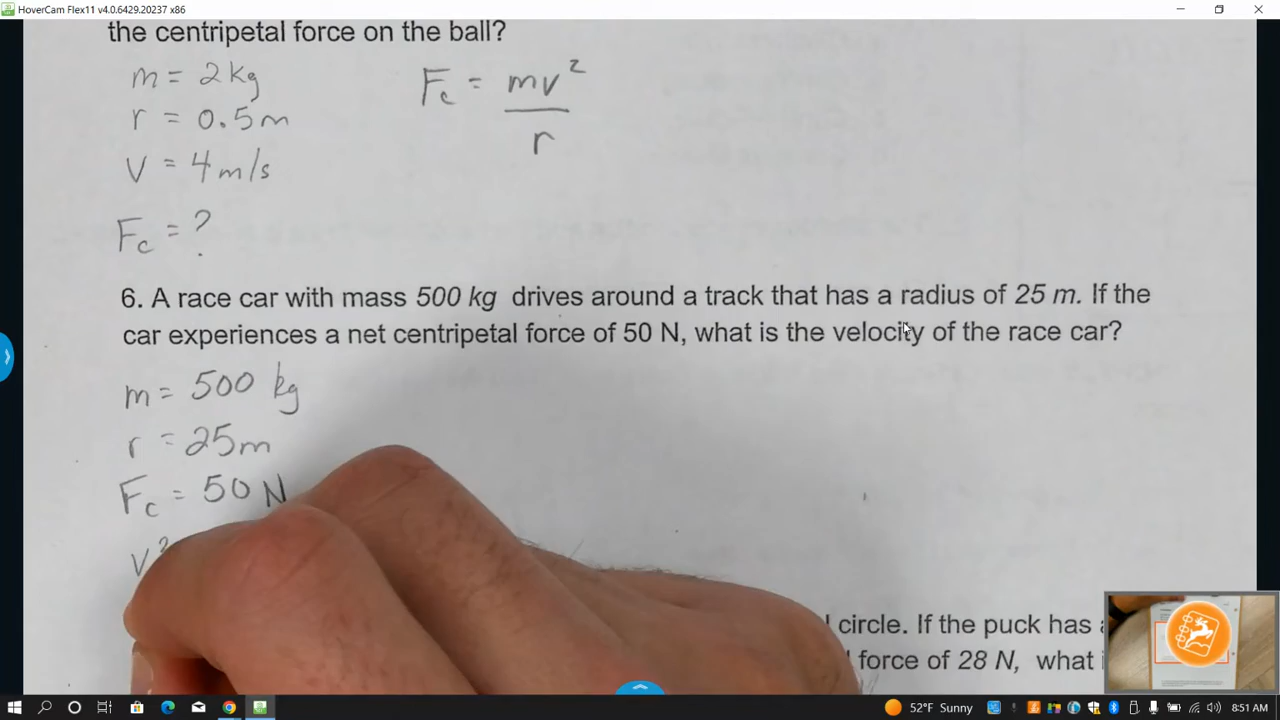 HoverCam Flex11 v4.0.6429.20237 x86
the centripetal force on the ball?
m = 2 kg
r = 0.5 m
v = 4 m/s
F_c = ?
F_c = mv²
r
6. A race car with mass 500 kg drives around a track that has a radius of 25 m. If the
car experiences a net centripetal force of 50 N, what is the velocity of the race car?
m = 500 kg
r = 25 m
F_c = 50 N
v
circle. If the puck has
force of 28 N, what
52°F Sunny
8:51 AM